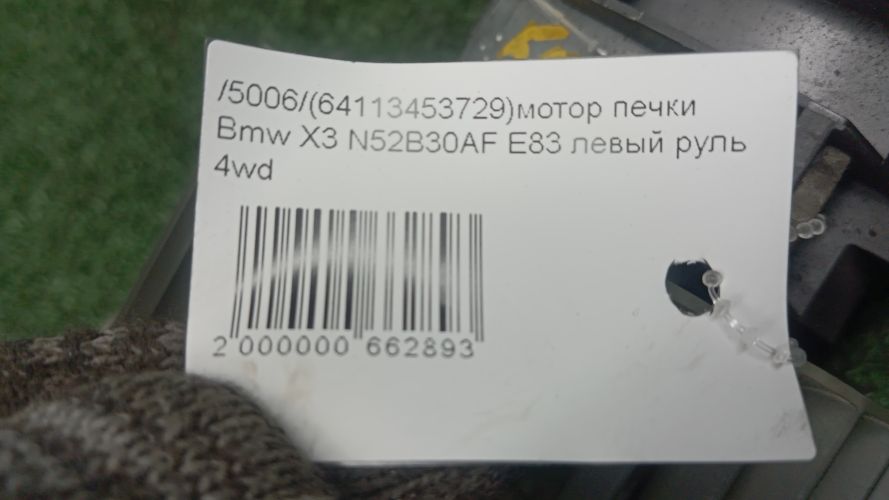 /5006/(64113453729)мотор печки
Bmw X3 N52B30AF E83 левый руль
4wd
2 000000 662893